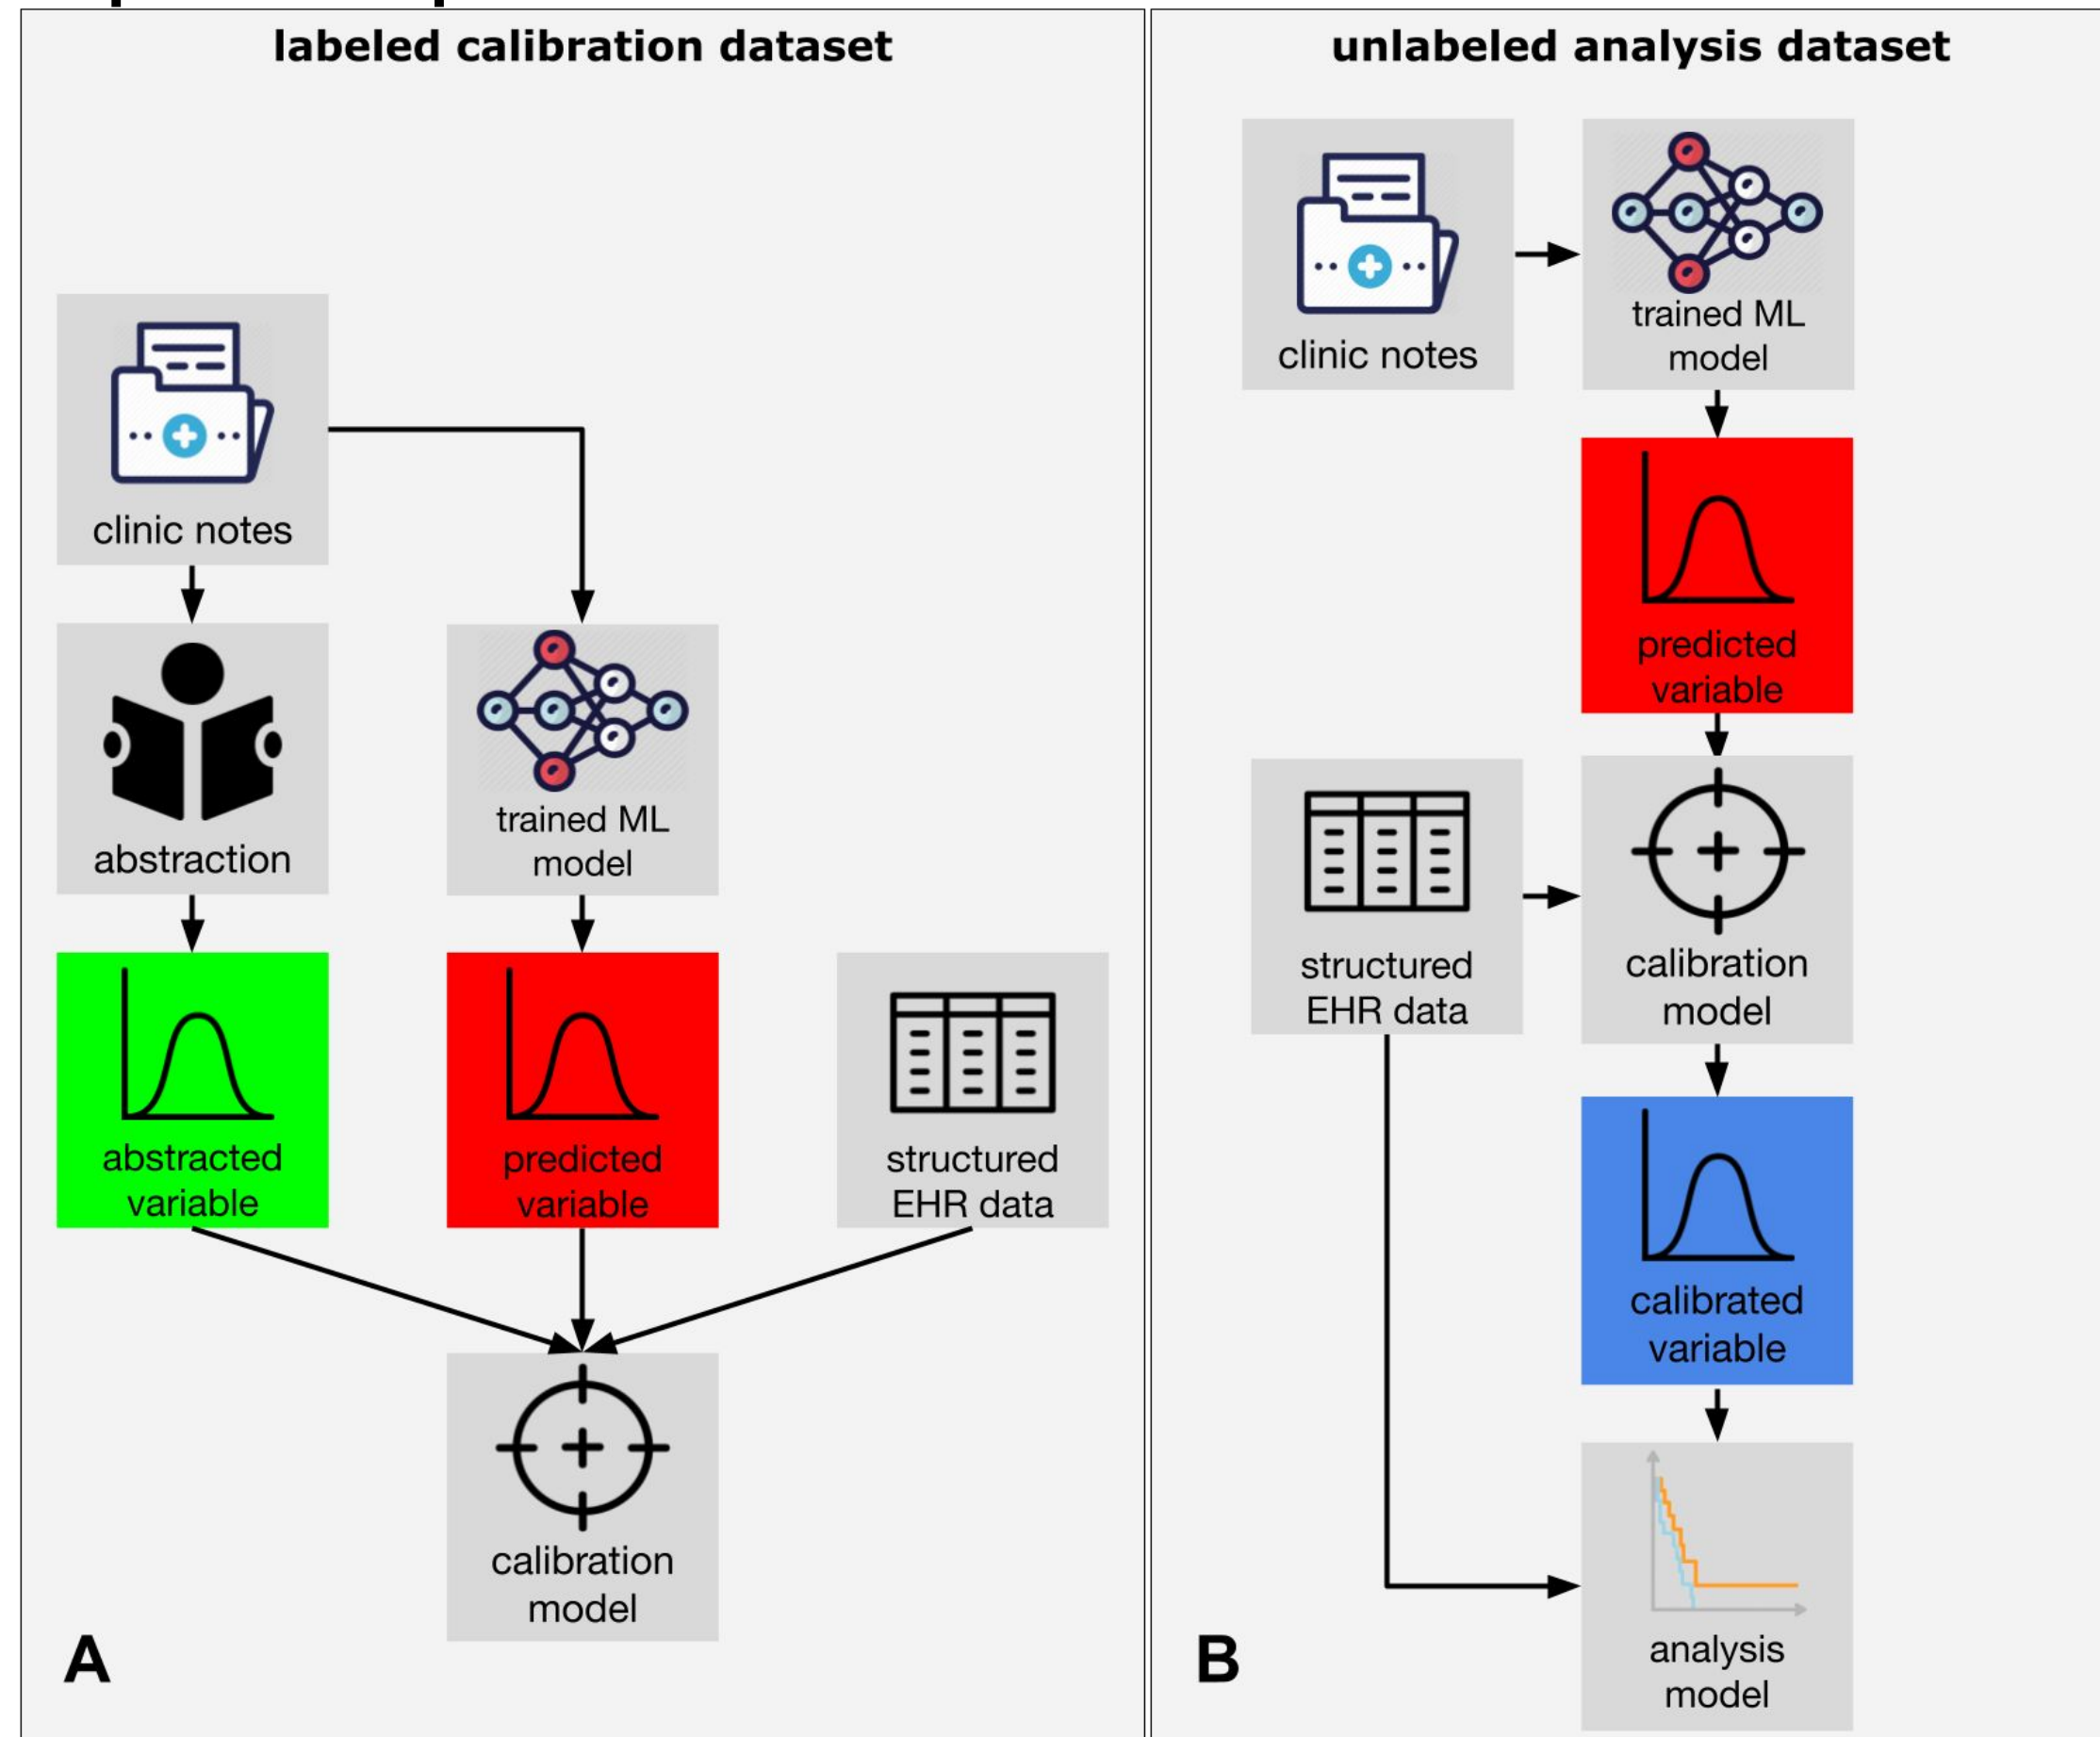 labeled calibration dataset
clinic notes
abstraction
trained ML
model
abstracted
variable
predicted
variable
structured
EHR data
calibration
model
A
unlabeled analysis dataset
clinic notes
trained ML
model
predicted
variable
structured
EHR data
calibration
model
calibrated
variable
analysis
model
B